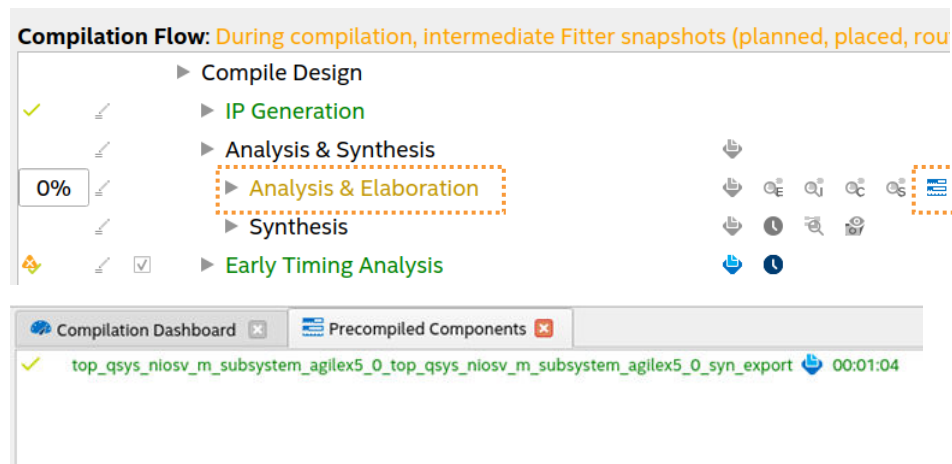 Compilation Flow: During compilation, intermediate Fitter snapshots (planned, placed, rou
Compile Design
IP Generation
Analysis & Synthesis
0% Analysis & Elaboration
Synthesis
Early Timing Analysis
Compilation Dashboard Precompiled Components
top_qsys_niosv_m_subsystem_agilex5_0_top_qsys_niosv_m_subsystem_agilex5_0_syn_export 00:01:04